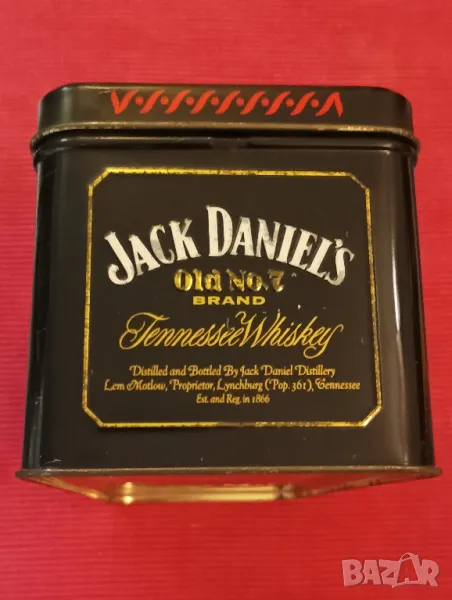 JACK DANIEL'S
Old No.7
BRAND
Tennessee Whiskey
Distilled and Bottled By Jack Daniel Distillery
Lem Motlow, Proprietor, Lynchburg (Pop. 361), Tennessee
Est. and Reg. in 1866
BAZAR